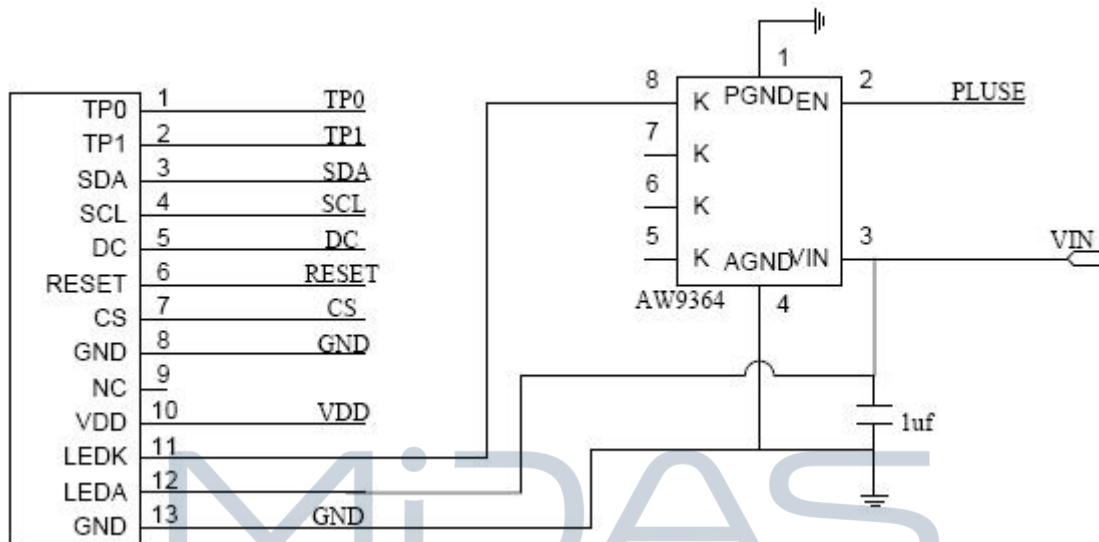 TP0 1 TP0
TP1 2 TP1
SDA 3 SDA
SCL 4 SCL
DC 5 DC
RESET 6 RESET
CS 7 CS
GND 8 GND
NC 9
VDD 10 VDD
LEDK 11
LEDA 12
GND 13 GND
1
8 K PGND EN 2 PLUSE
7 K
6 K
5 K AGND VIN 3 VIN
AW9364 4
1uf
MiDAS